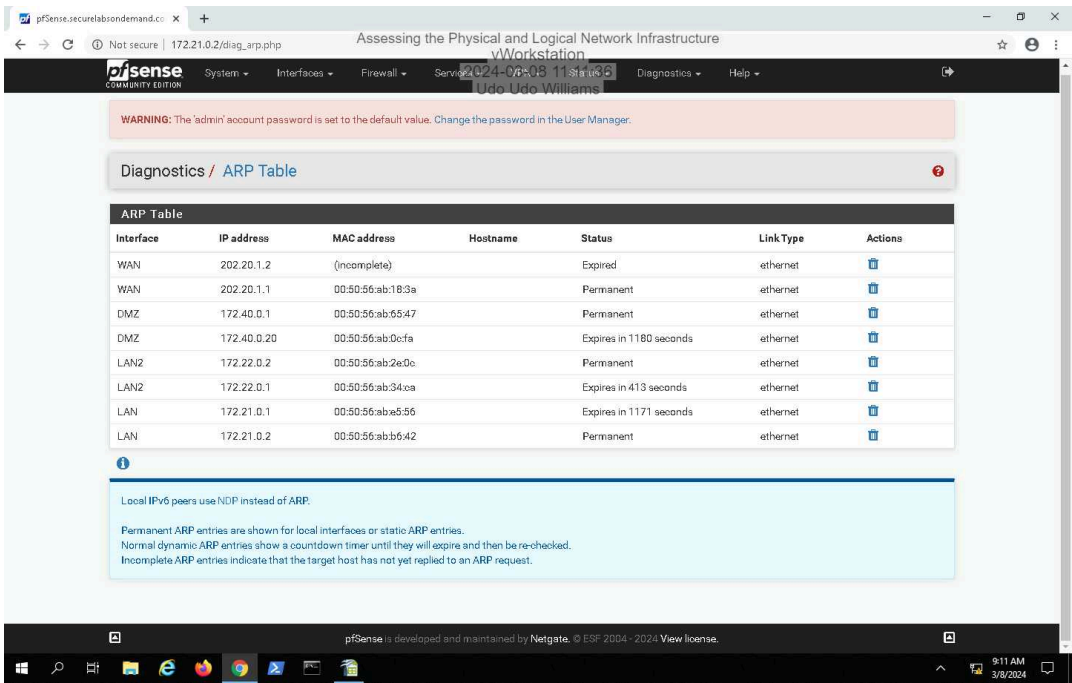 pfSense.securelabsondemand.co
Not secure | 172.21.0.2/diag_arp.php
Assessing the Physical and Logical Network Infrastructure
vWorkstation
2024-03-08 11:11:36
Udo Udo Williams
pfsense
COMMUNITY EDITION
System Interfaces Firewall Services VPN Status Diagnostics Help
WARNING: The 'admin' account password is set to the default value. Change the password in the User Manager.
Diagnostics / ARP Table
ARP Table
Interface IP address MAC address Hostname Status Link Type Actions
WAN 202.20.1.2 (incomplete) Expired ethernet
WAN 202.20.1.1 00:50:56:ab:18:3a Permanent ethernet
DMZ 172.40.0.1 00:50:56:ab:65:47 Permanent ethernet
DMZ 172.40.0.20 00:50:56:ab:0c:fa Expires in 1180 seconds ethernet
LAN2 172.22.0.2 00:50:56:ab:2e:0c Permanent ethernet
LAN2 172.22.0.1 00:50:56:ab:34:ca Expires in 413 seconds ethernet
LAN 172.21.0.1 00:50:56:ab:e5:56 Expires in 1171 seconds ethernet
LAN 172.21.0.2 00:50:56:ab:b6:42 Permanent ethernet
Local IPv6 peers use NDP instead of ARP.
Permanent ARP entries are shown for local interfaces or static ARP entries.
Normal dynamic ARP entries show a countdown timer until they will expire and then be re-checked.
Incomplete ARP entries indicate that the target host has not yet replied to an ARP request.
pfSense is developed and maintained by Netgate. © ESF 2004 - 2024 View license.
9:11 AM
3/8/2024